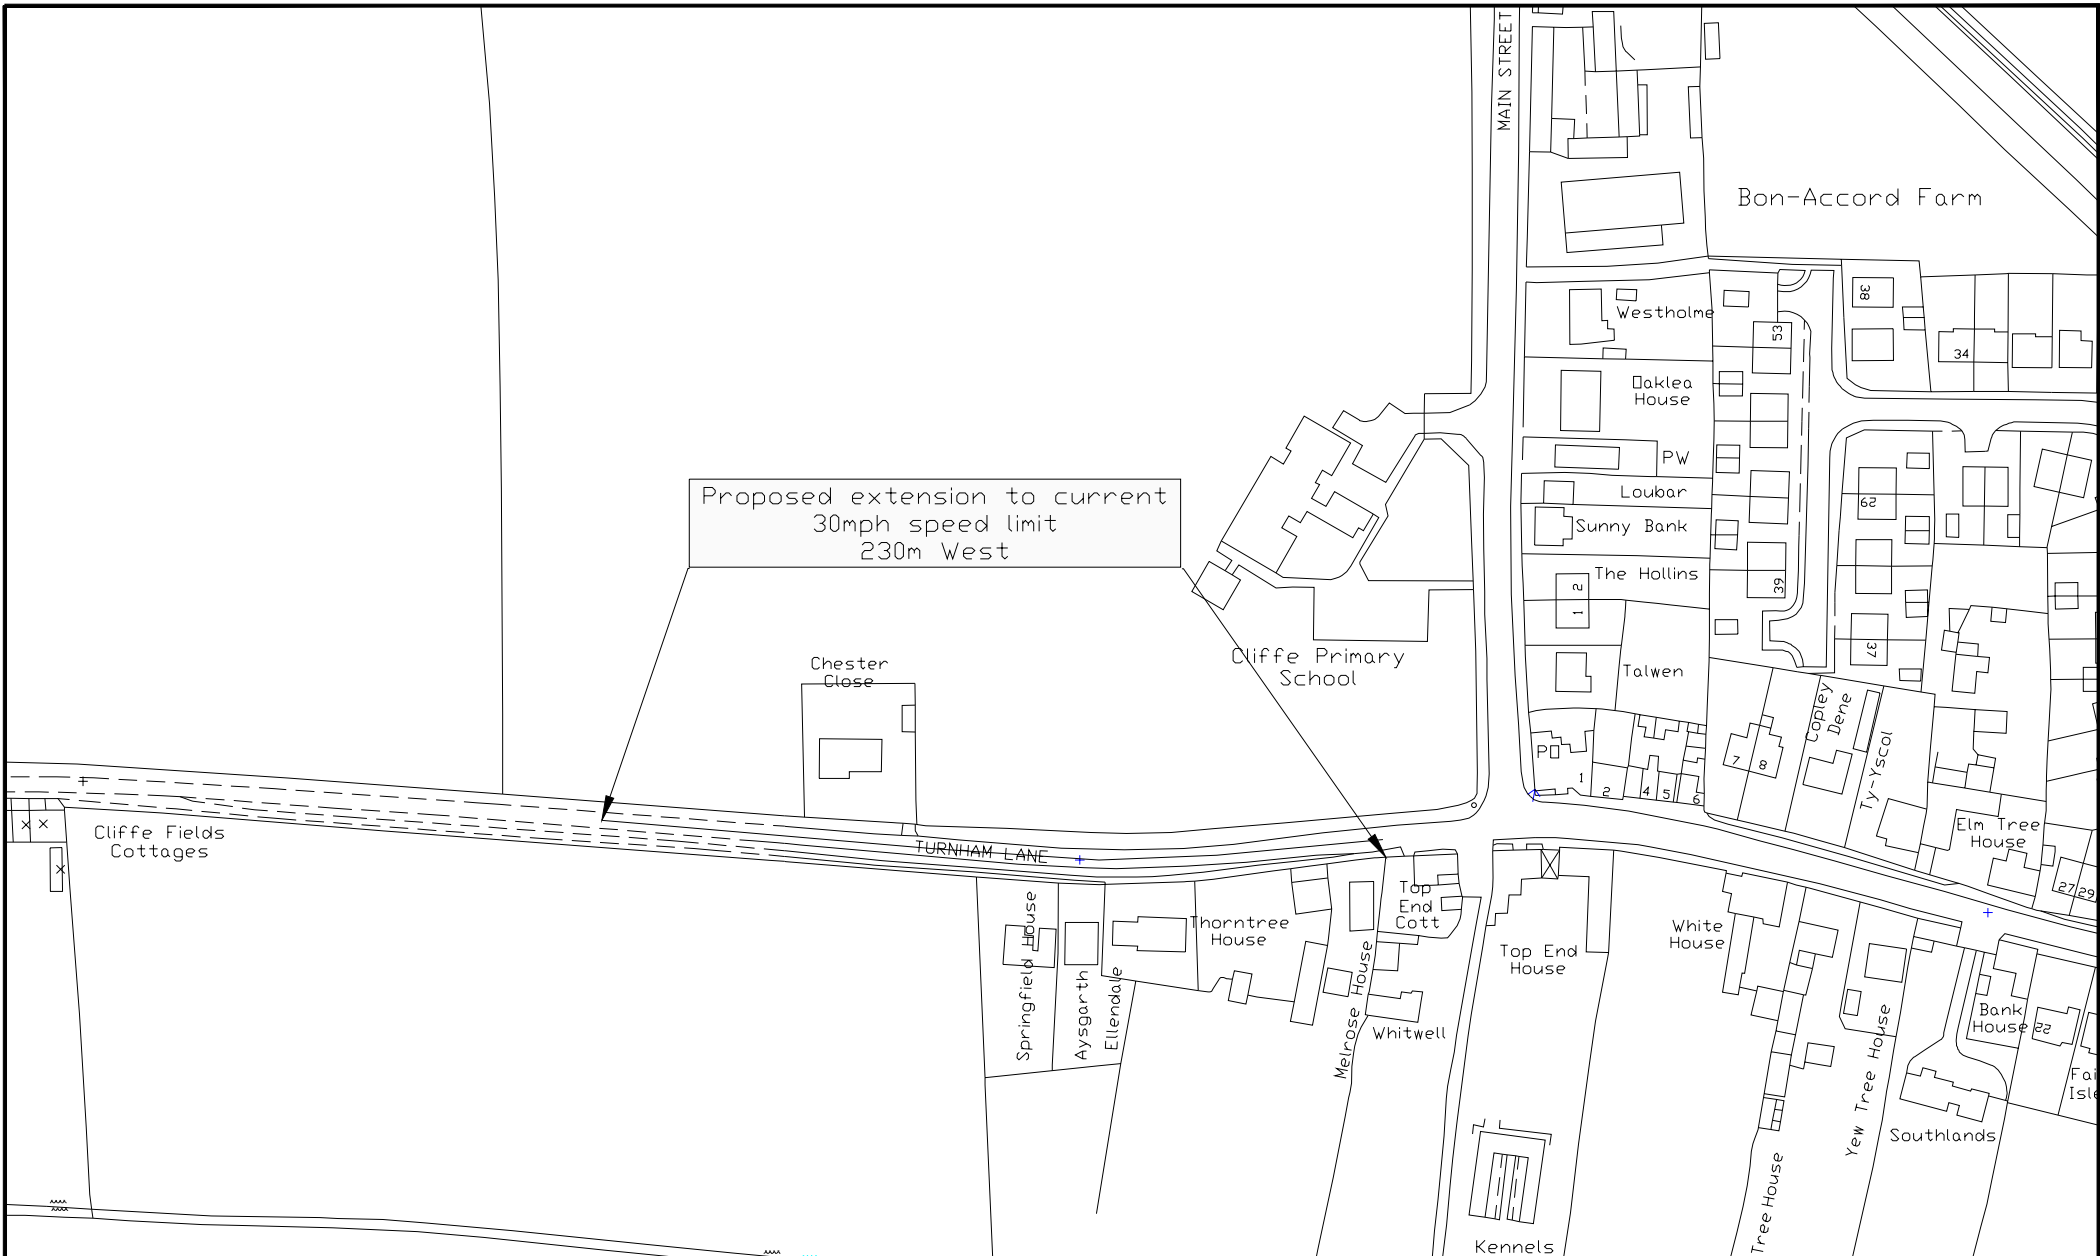 MAIN STREET
Bon-Accord Farm
38
Westholme
53
34
Oaklea
House
PW
Loubar
29
Sunny Bank
Proposed extension to current
30mph speed limit
230m West
The Hollins
2
1
39
37
Cliffe Primary
School
Talwen
Chester
Close
Copley
Dene
Ty-Yscol
P
1
2
4
5
6
7
8
Cliffe Fields
Cottages
TURNHAM LANE
Elm Tree
House
27
29
Springfield House
Aysgarth
Ellendale
Thorntree
House
Melrose House
Top
End
Cott
Whitwell
Top End
House
White
House
Yew Tree House
Bank
House
22
Fai
Isle
Southlands
Tree House
Kennels